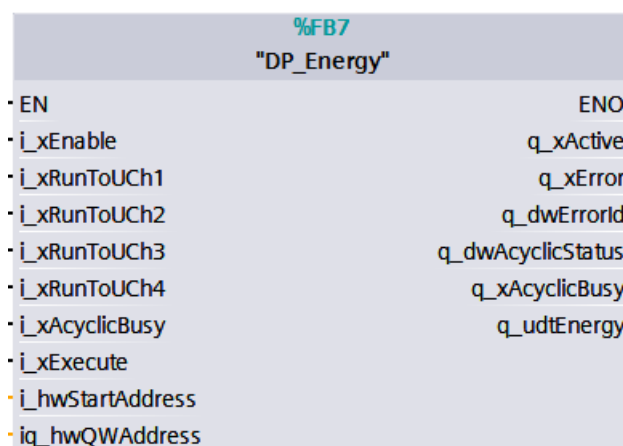 %FB7
"DP_Energy"
EN ENO
i_xEnable q_xActive
i_xRunToUCh1 q_xError
i_xRunToUCh2 q_dwErrorId
i_xRunToUCh3 q_dwAcyclicStatus
i_xRunToUCh4 q_xAcyclicBusy
i_xAcyclicBusy q_udtEnergy
i_xExecute
i_hwStartAddress
iq_hwQWAddress